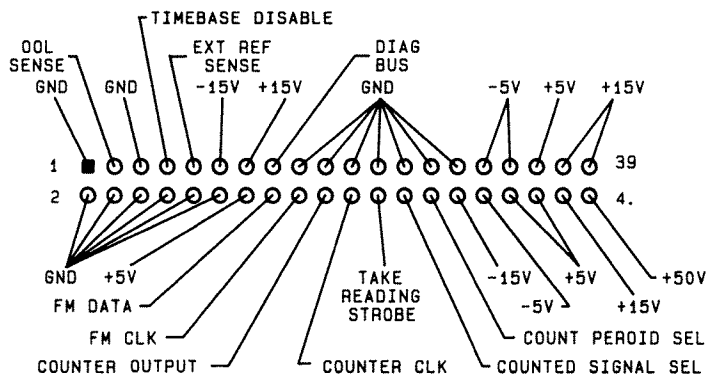 TIMEBASE DISABLE
OOL
SENSE
EXT REF
SENSE
DIAG
BUS
GND
GND
-15V
+15V
GND
-5V
+5V
+15V
1
39
2
4.
GND
+5V
TAKE
READING
STROBE
-15V
+5V
+50V
FM DATA
-5V
+15V
FM CLK
COUNT PEROID SEL
COUNTER OUTPUT
COUNTER CLK
COUNTED SIGNAL SEL